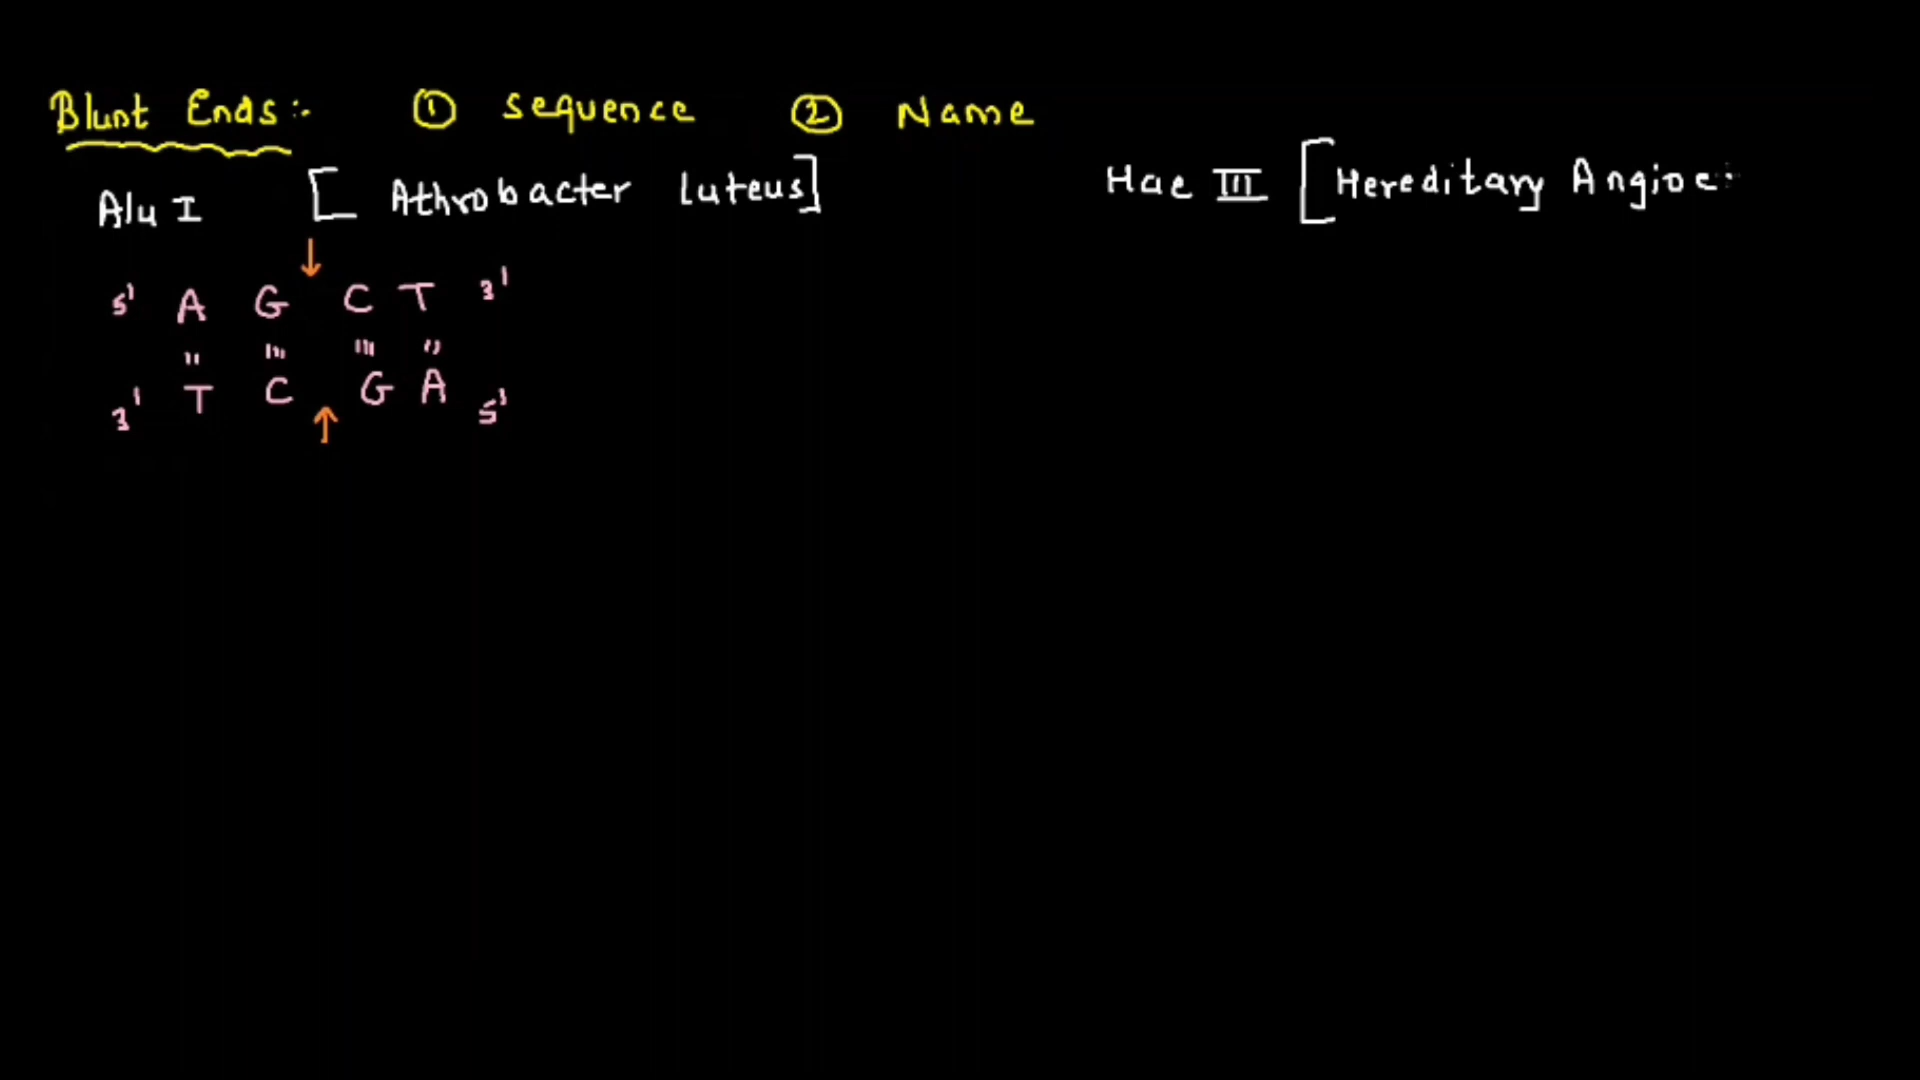 Blunt Ends:- ① sequence ② Name
Alu I [ Athrobacter luteus]
Hae III [Hereditary Angioe
↓
5' A G C T 3'
" ''' ''' "
3' T C G A 5'
↑